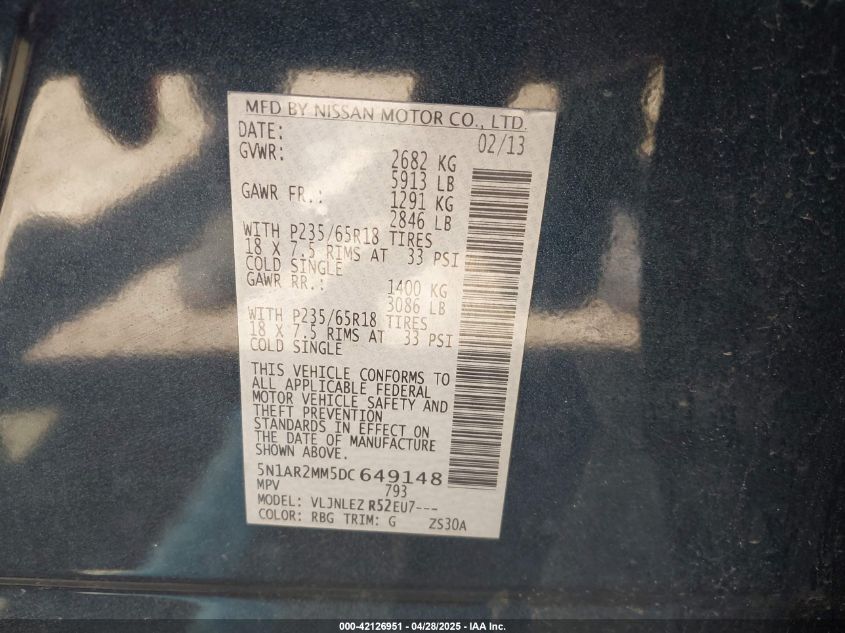 MFD BY NISSAN MOTOR CO., LTD.
DATE: 02/13
GVWR: 2682 KG
5913 LB
GAWR FR.: 1291 KG
2846 LB
WITH P235/65R18 TIRES
18 X 7.5 RIMS AT 33 PSI
COLD SINGLE
GAWR RR.: 1400 KG
3086 LB
WITH P235/65R18 TIRES
18 X 7.5 RIMS AT 33 PSI
COLD SINGLE
THIS VEHICLE CONFORMS TO
ALL APPLICABLE FEDERAL
MOTOR VEHICLE SAFETY AND
THEFT PREVENTION
STANDARDS IN EFFECT ON
THE DATE OF MANUFACTURE
SHOWN ABOVE.
5N1AR2MM5DC649148
MPV 793
MODEL: VLJNLEZ R52EU7---
COLOR: RBG TRIM: G ZS30A
000-42126951 04/28/2025 - IAA Inc.